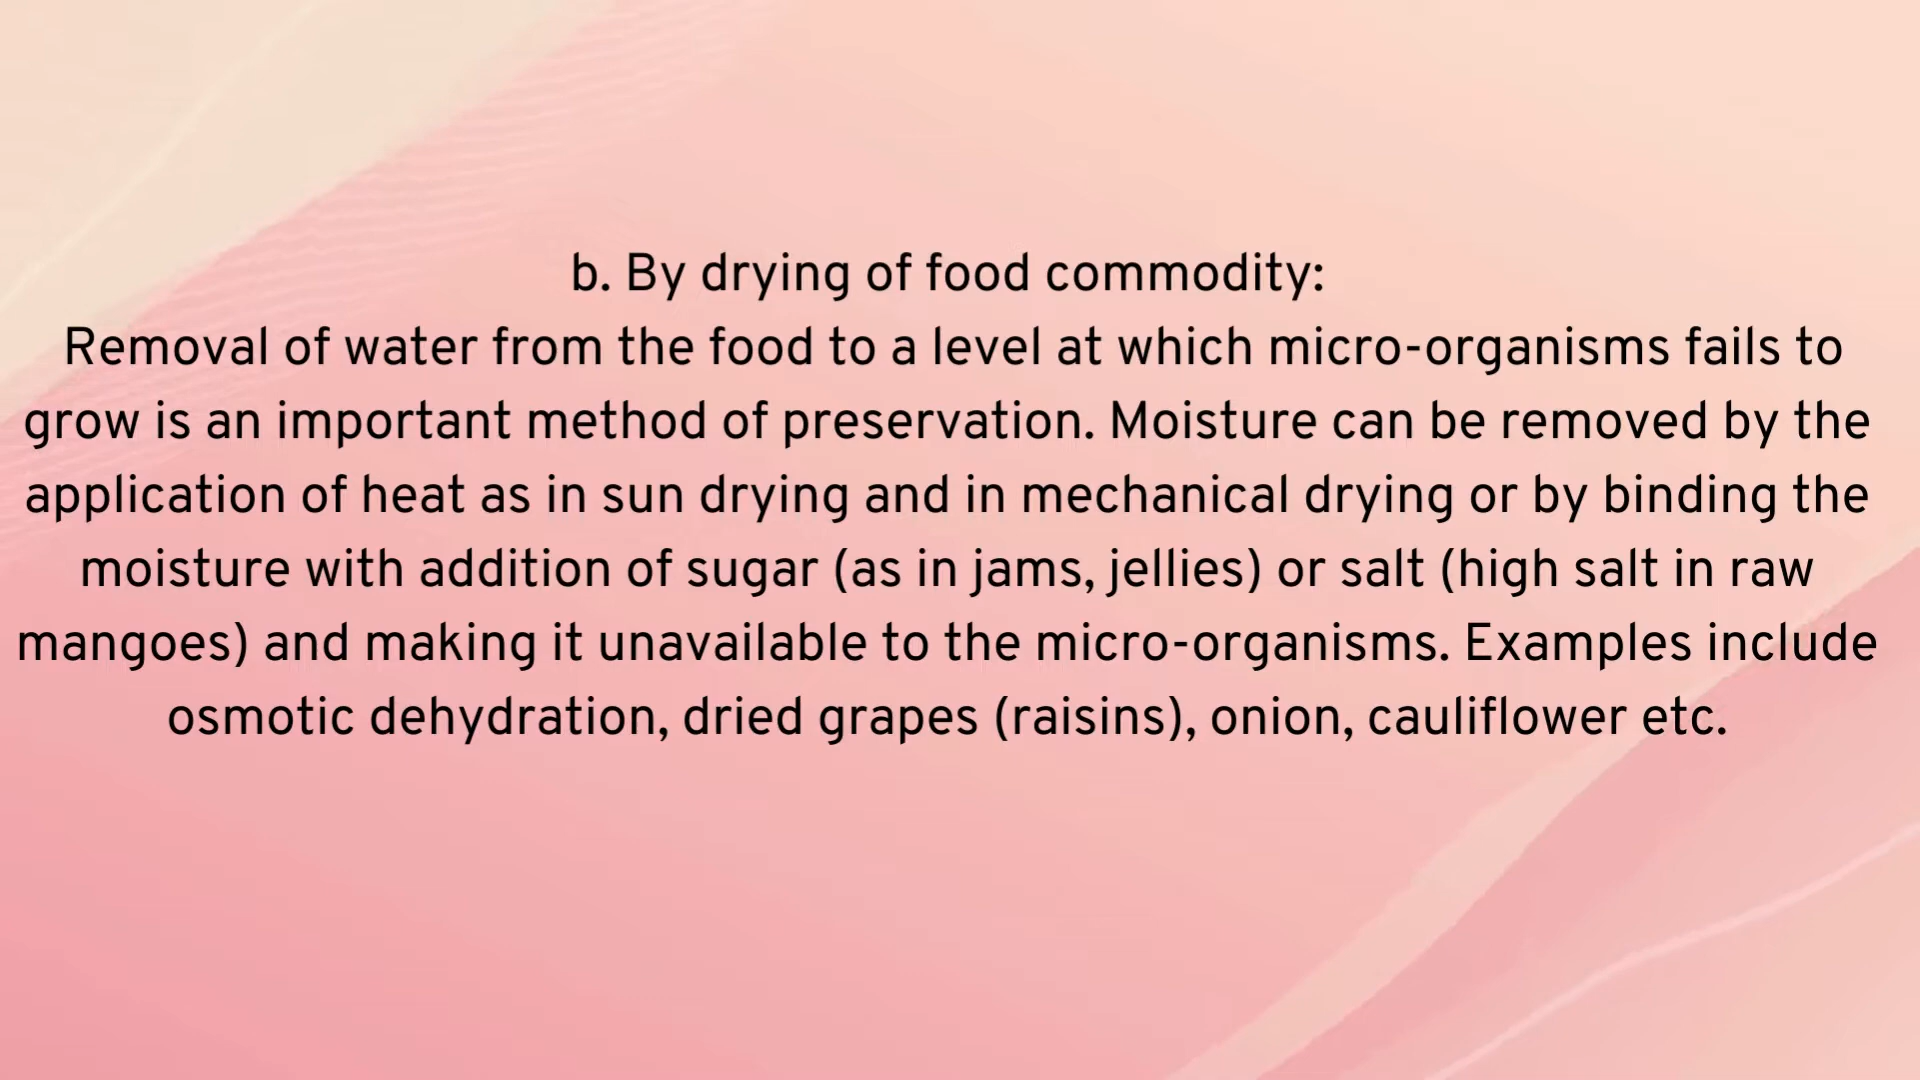 b. By drying of food commodity:
Removal of water from the food to a level at which micro-organisms fails to
grow is an important method of preservation. Moisture can be removed by the
application of heat as in sun drying and in mechanical drying or by binding the
moisture with addition of sugar (as in jams, jellies) or salt (high salt in raw
mangoes) and making it unavailable to the micro-organisms. Examples include
osmotic dehydration, dried grapes (raisins), onion, cauliflower etc.